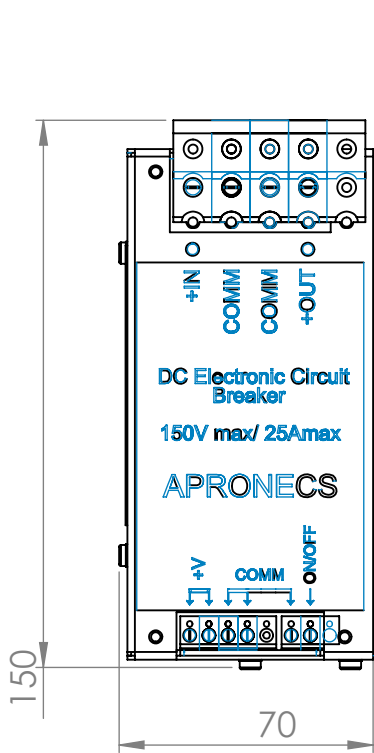 +IN COMM COMM +OUT
DC Electronic Circuit
Breaker
150V max/ 25Amax
APRONECS
+V COMM ON/OFF
150
70